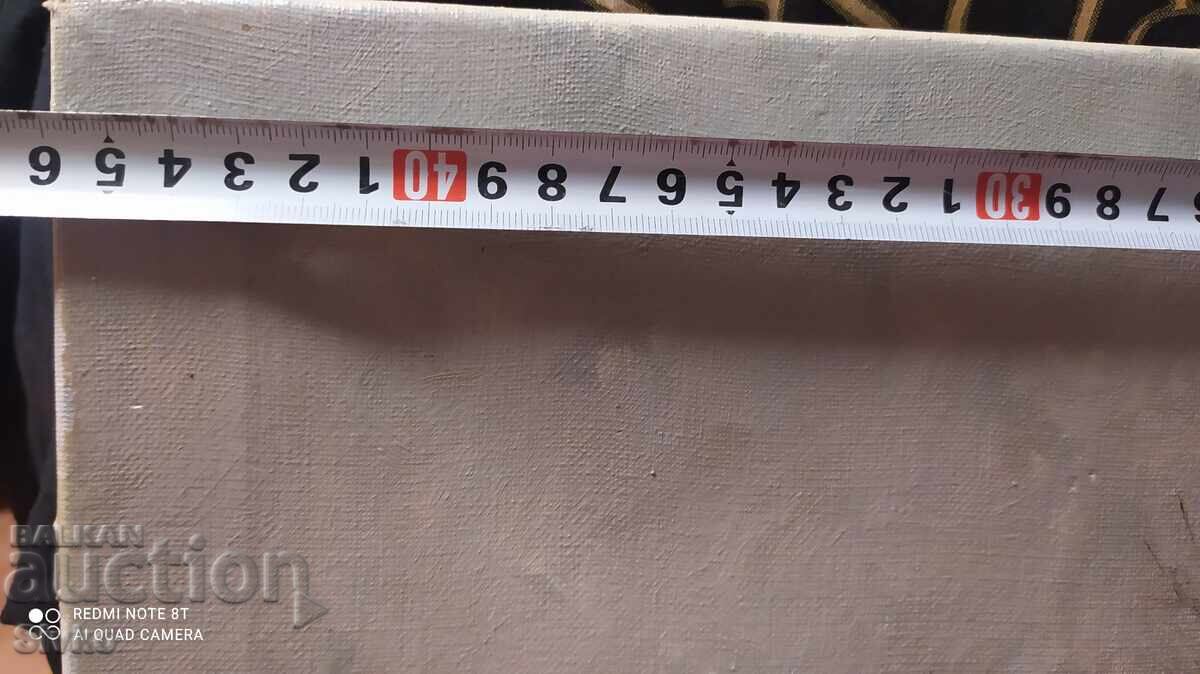 6 5 4 3 2 1 40 9 8 7 6 5 4 3 2 1 30 9 8 7 6
BALKAN
auction
REDMI NOTE 8T
AI QUAD CAMERA